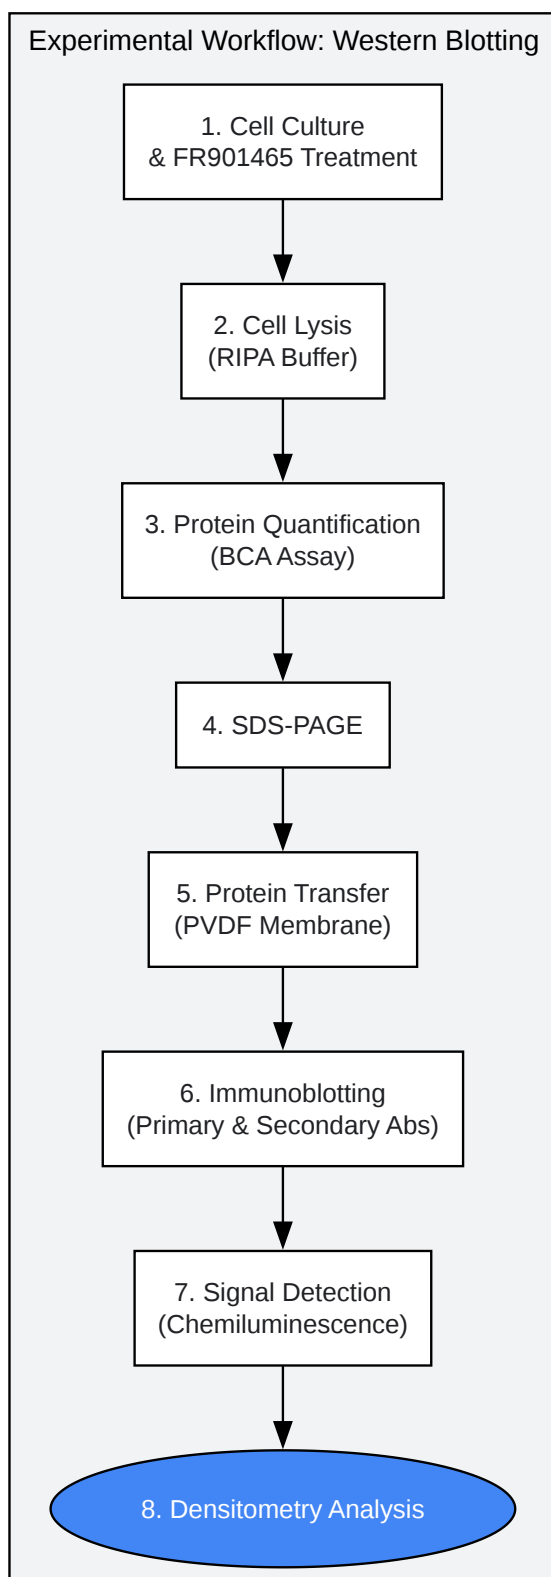 Experimental Workflow: Western Blotting
1. Cell Culture
& FR901465 Treatment
2. Cell Lysis
(RIPA Buffer)
3. Protein Quantification
(BCA Assay)
4. SDS-PAGE
5. Protein Transfer
(PVDF Membrane)
6. Immunoblotting
(Primary & Secondary Abs)
7. Signal Detection
(Chemiluminescence)
8. Densitometry Analysis